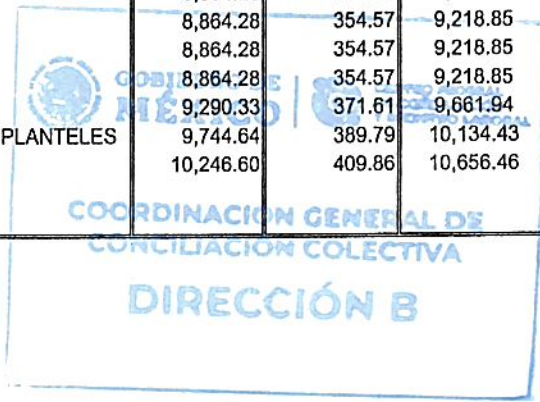 8,864.28 354.57 9,218.85
8,864.28 354.57 9,218.85
8,864.28 354.57 9,218.85
9,290.33 371.61 9,661.94
PLANTELES 9,744.64 389.79 10,134.43
10,246.60 409.86 10,656.46
GOBIERNO DE
MÉXICO
COORDINACIÓN GENERAL DE
CONCILIACIÓN COLECTIVA
DIRECCIÓN B